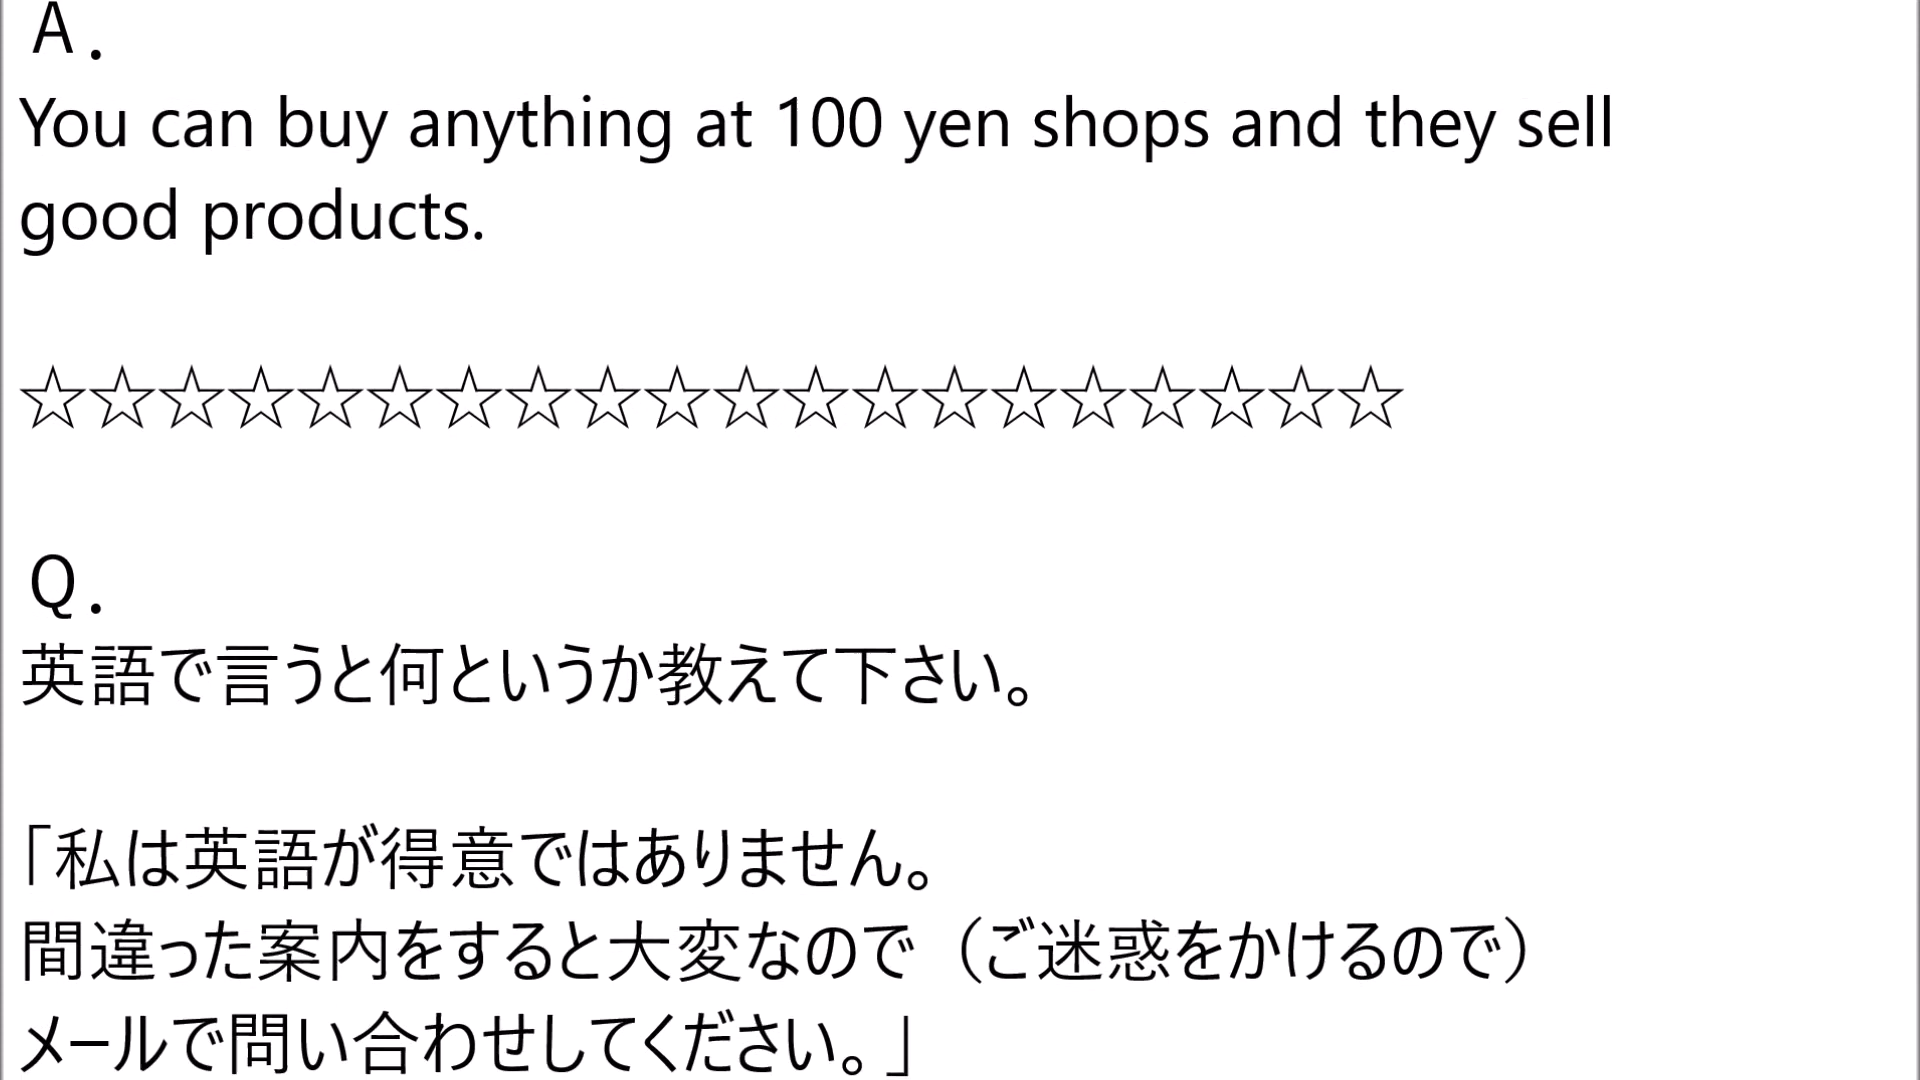 Ａ.
You can buy anything at 100 yen shops and they sell
good products.
☆☆☆☆☆☆☆☆☆☆☆☆☆☆☆☆☆☆☆☆
Ｑ.
英語で言うと何というか教えて下さい。
「私は英語が得意ではありません。
間違った案内をすると大変なので（ご迷惑をかけるので）
メールで問い合わせしてください。」